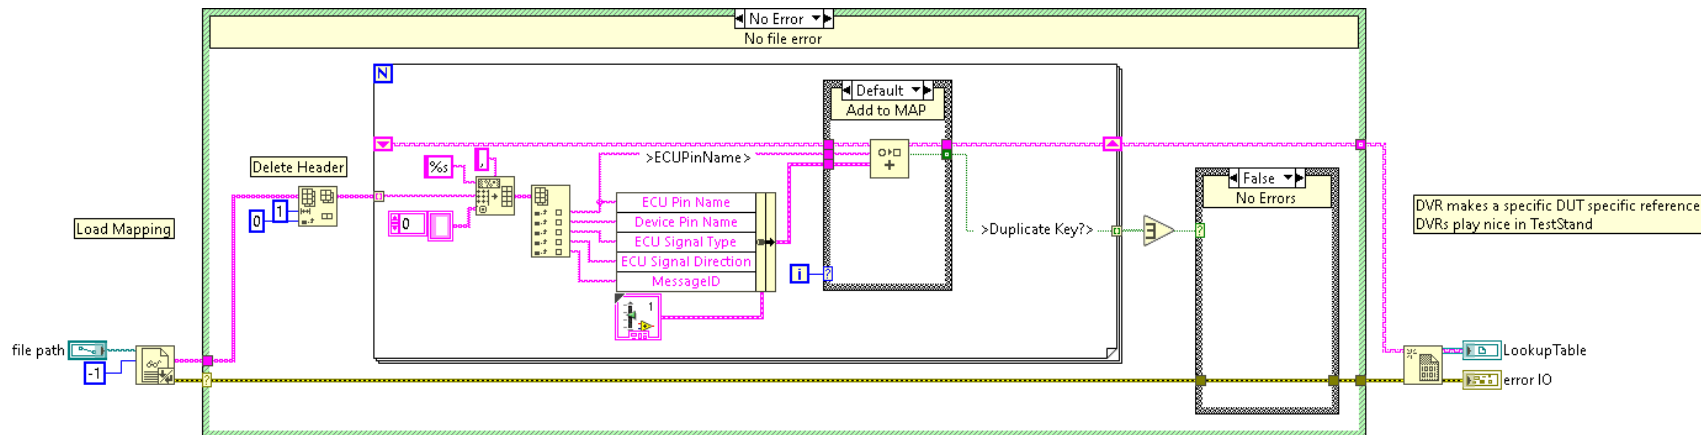 No Error
No file error
N
Default
Add to MAP
Delete Header
%s
,
>ECUPinName>
1
0
0
ECU Pin Name
Device Pin Name
ECU Signal Type
ECU Signal Direction
MessageID
1
i
?
>Duplicate Key?>
False
No Errors
?
Load Mapping
DVR makes a specific DUT specific reference
DVRs play nice in TestStand
file path
-1
?
LookupTable
error IO